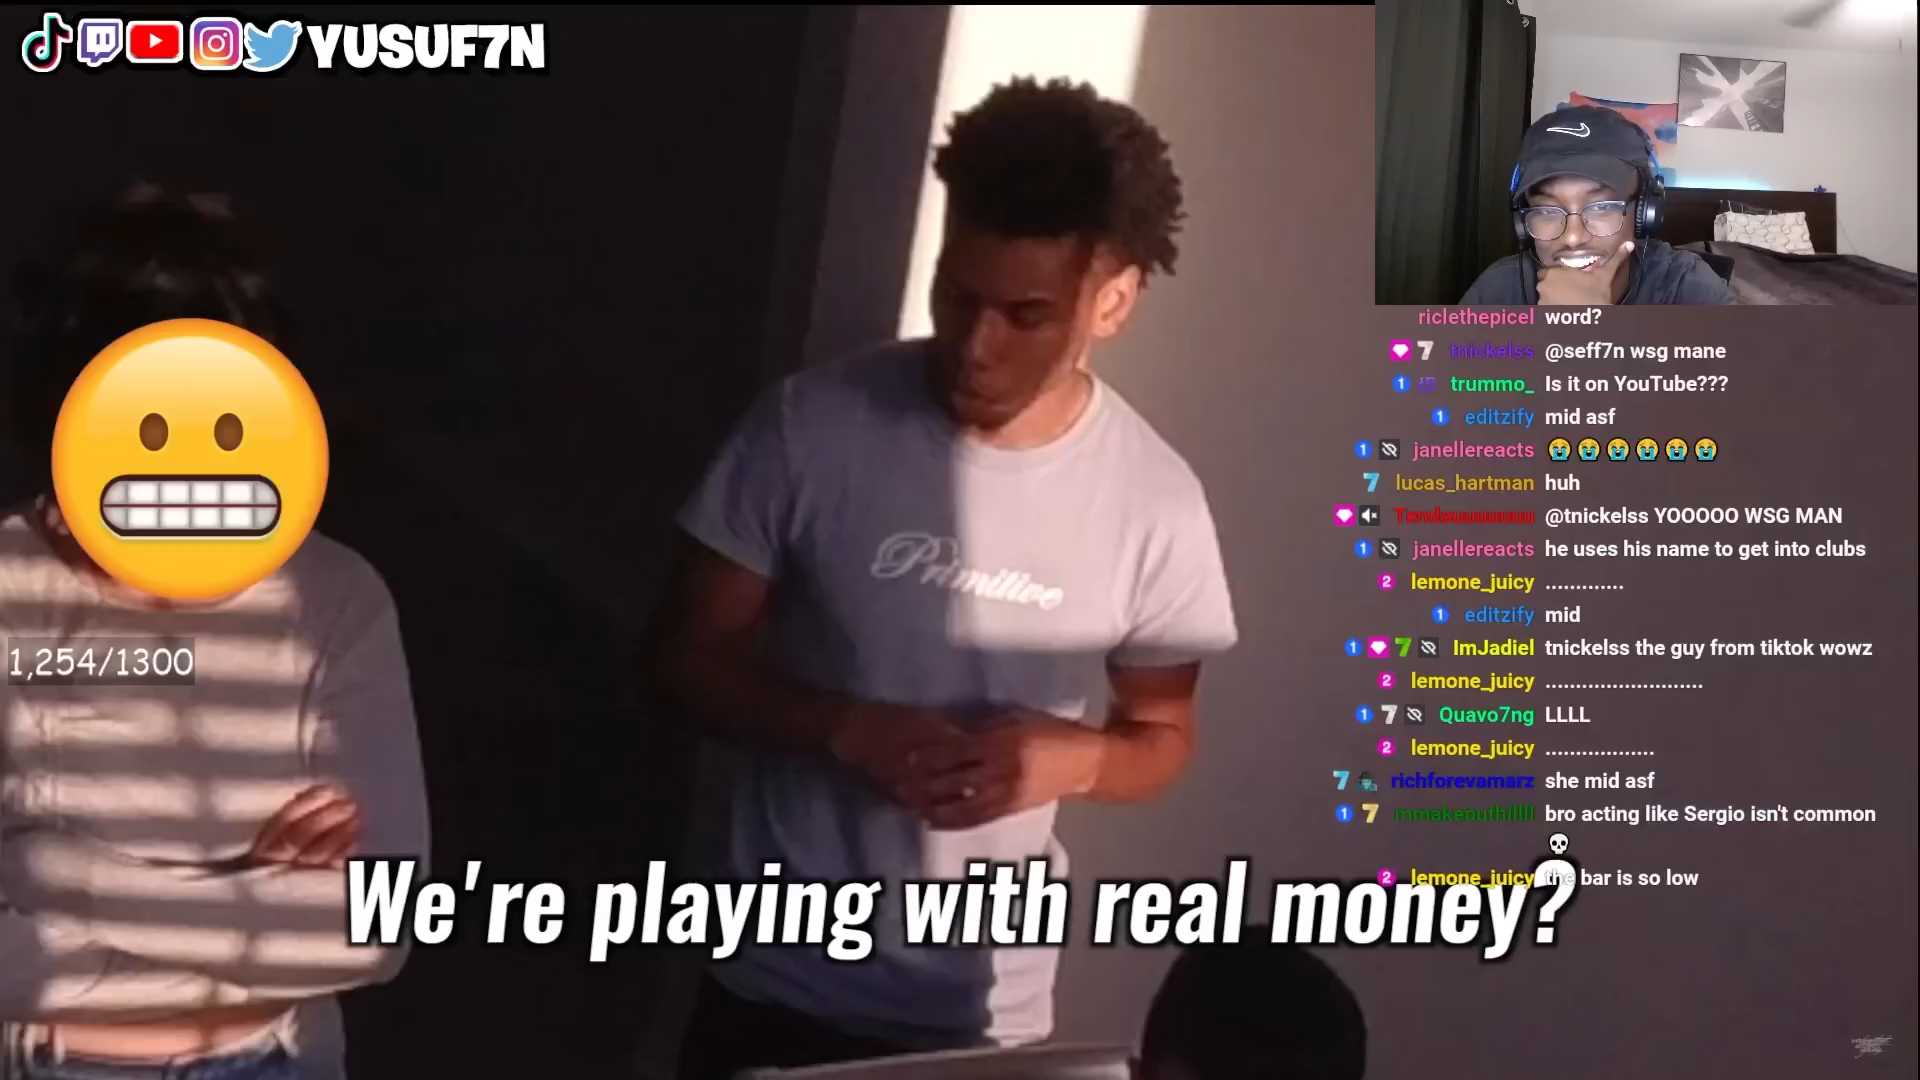 YUSUF7N
riclethepicel word?
tnickelss @seff7n wsg mane
trummo_ Is it on YouTube???
editzify mid asf
janellereacts
lucas_hartman huh
@tnickelss YOOOOO WSG MAN
janellereacts he uses his name to get into clubs
lemone_juicy .............
editzify mid
ImJadiel tnickelss the guy from tiktok wowz
lemone_juicy ..........................
Quavo7ng LLLL
lemone_juicy ..................
richforevamarz she mid asf
bro acting like Sergio isn't common
lemone_juicy the bar is so low
Primitive
1,254/1300
We're playing with real money?